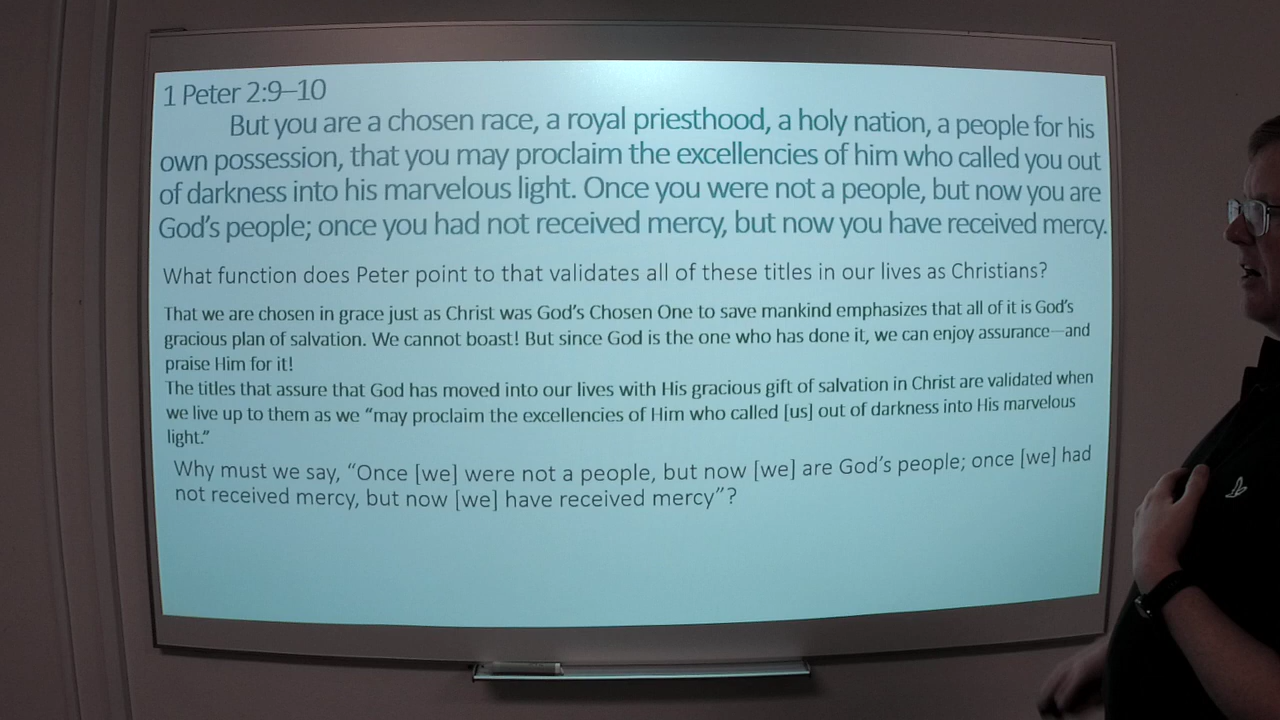 1 Peter 2:9–10
But you are a chosen race, a royal priesthood, a holy nation, a people for his
own possession, that you may proclaim the excellencies of him who called you out
of darkness into his marvelous light. Once you were not a people, but now you are
God's people; once you had not received mercy, but now you have received mercy.
What function does Peter point to that validates all of these titles in our lives as Christians?
That we are chosen in grace just as Christ was God's Chosen One to save mankind emphasizes that all of it is God's
gracious plan of salvation. We cannot boast! But since God is the one who has done it, we can enjoy assurance—and
praise Him for it!
The titles that assure that God has moved into our lives with His gracious gift of salvation in Christ are validated when
we live up to them as we “may proclaim the excellencies of Him who called [us] out of darkness into His marvelous
light.”
Why must we say, “Once [we] were not a people, but now [we] are God's people; once [we] had
not received mercy, but now [we] have received mercy”?